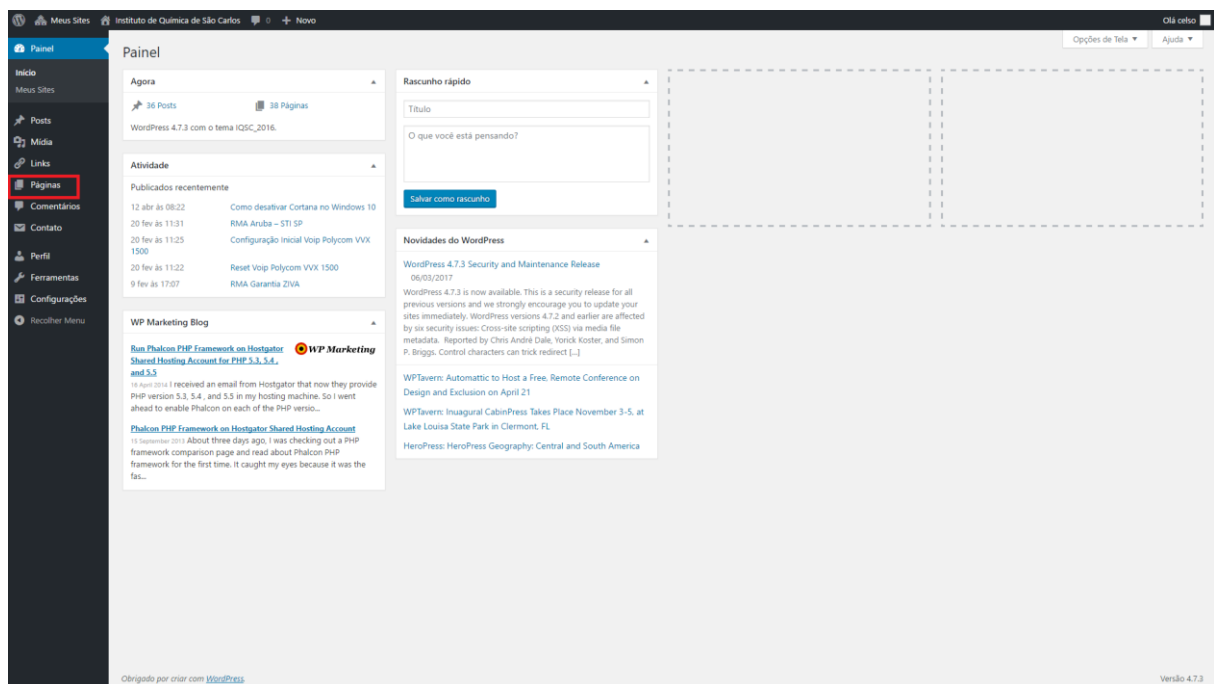 Meus Sites Instituto de Química de São Carlos 0 + Novo Olá celso
Painel
Início
Meus Sites
Posts
Mídia
Links
Páginas
Comentários
Contato
Perfil
Ferramentas
Configurações
Recolher Menu
Opções de Tela Ajuda
Painel
Agora
36 Posts 38 Páginas
WordPress 4.7.3 com o tema IQSC_2016.
Atividade
Publicados recentemente
12 abr às 08:22 Como desativar Cortana no Windows 10
20 fev às 11:31 RMA Aruba – STI SP
20 fev às 11:25 Configuração Inicial Voip Polycom VVX
1500
20 fev às 11:22 Reset Voip Polycom VVX 1500
9 fev às 17:07 RMA Garantia ZIVA
WP Marketing Blog
WP Marketing
Run Phalcon PHP Framework on Hostgator
Shared Hosting Account for PHP 5.3, 5.4 ,
and 5.5
16 April 2014 I received an email from Hostgator that now they provide
PHP version 5.3, 5.4 , and 5.5 in my hosting machine. So I went
ahead to enable Phalcon on each of the PHP versio...
Phalcon PHP Framework on Hostgator Shared Hosting Account
15 September 2013 About three days ago, I was checking out a PHP
framework comparison page and read about Phalcon PHP
framework for the first time. It caught my eyes because it was the
fas...
Rascunho rápido
Título
O que você está pensando?
Salvar como rascunho
Novidades do WordPress
WordPress 4.7.3 Security and Maintenance Release
06/03/2017
WordPress 4.7.3 is now available. This is a security release for all
previous versions and we strongly encourage you to update your
sites immediately. WordPress versions 4.7.2 and earlier are affected
by six security issues: Cross-site scripting (XSS) via media file
metadata. Reported by Chris Andrè Dale, Yorick Koster, and Simon
P. Briggs. Control characters can trick redirect [...]
WPTavern: Automattic to Host a Free, Remote Conference on
Design and Exclusion on April 21
WPTavern: Inuagural CabinPress Takes Place November 3-5, at
Lake Louisa State Park in Clermont, FL
HeroPress: HeroPress Geography: Central and South America
Obrigado por criar com WordPress.
Versão 4.7.3